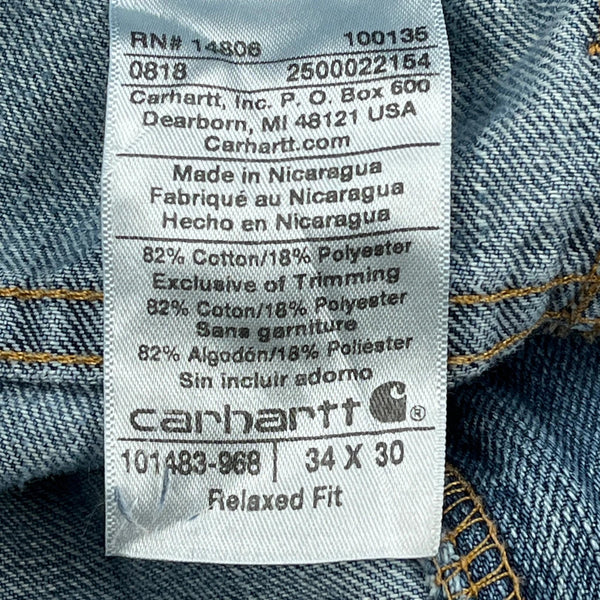 RN# 14806 100135
0818 2500022154
Carhartt, Inc. P. O. Box 600
Dearborn, MI 48121 USA
Carhartt.com
Made in Nicaragua
Fabriqué au Nicaragua
Hecho en Nicaragua
82% Cotton/18% Polyester
Exclusive of Trimming
82% Coton/18% Polyester
Sans garniture
82% Algodón/18% Poliéster
Sin incluir adorno
carhartt ®
101483-968 | 34 X 30
Relaxed Fit